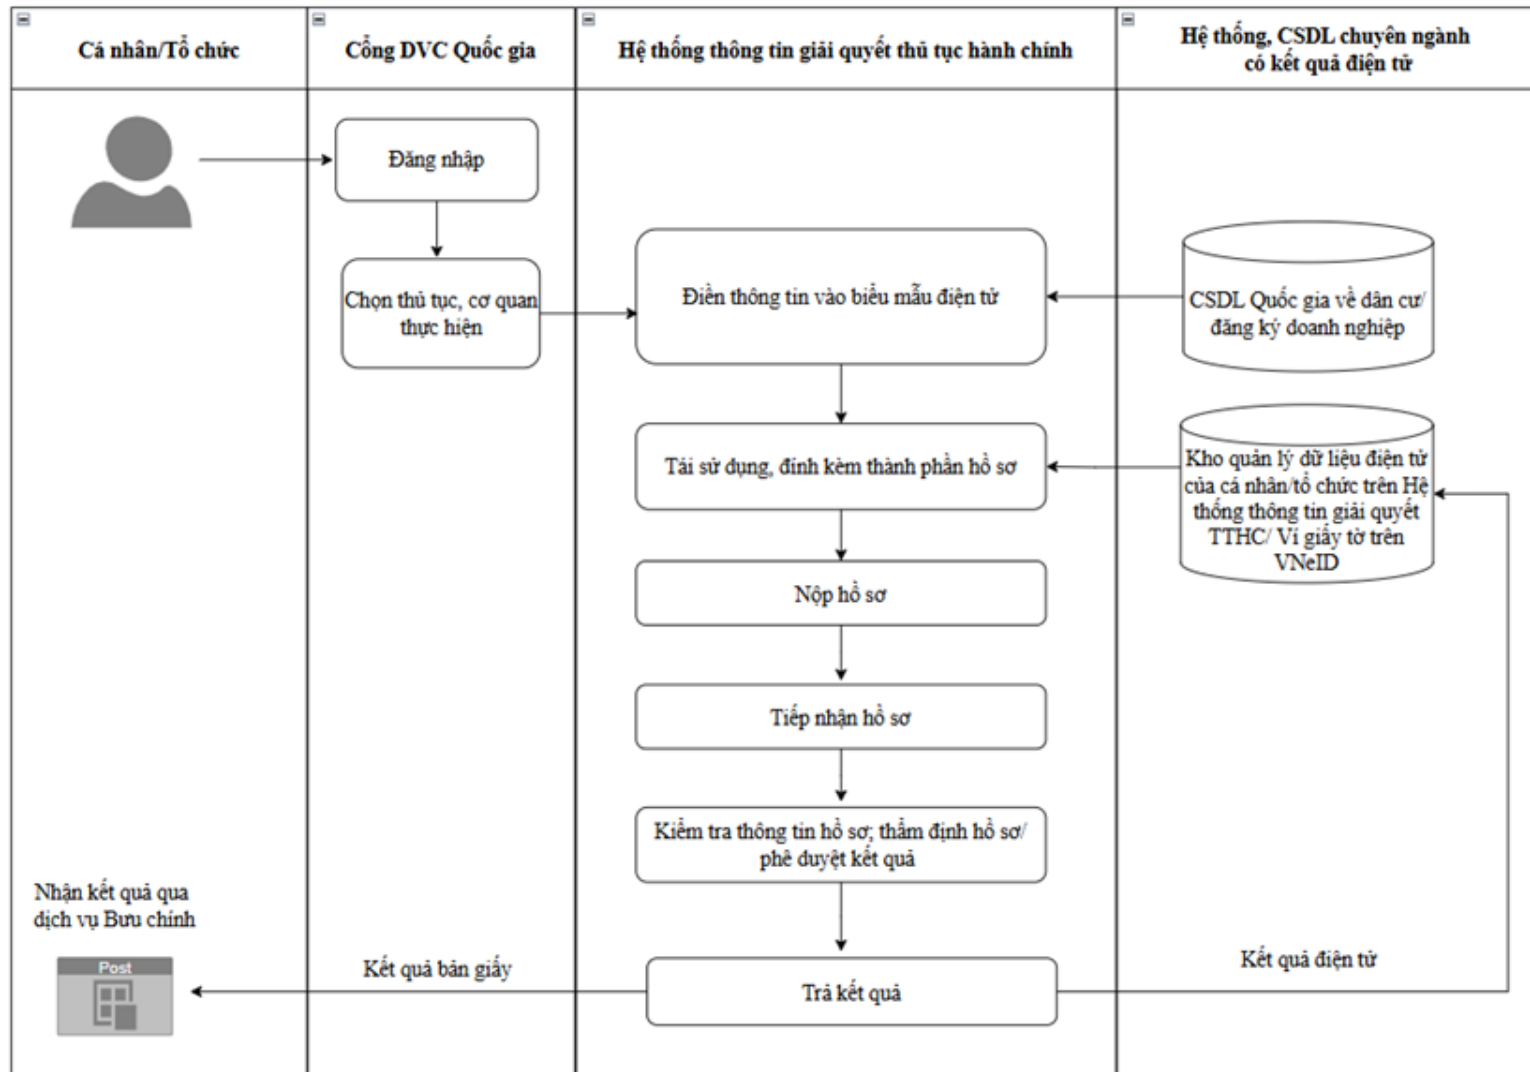 Cá nhân/Tổ chức
Cổng DVC Quốc gia
Hệ thống thông tin giải quyết thủ tục hành chính
Hệ thống, CSDL chuyên ngành
có kết quả điện tử
Đăng nhập
Chọn thủ tục, cơ quan
thực hiện
Điền thông tin vào biểu mẫu điện tử
CSDL Quốc gia về dân cư/
đăng ký doanh nghiệp
Tái sử dụng, đính kèm thành phần hồ sơ
Kho quản lý dữ liệu điện tử
của cá nhân/tổ chức trên Hệ
thống thông tin giải quyết
TTHC/ Ví giấy tờ trên
VNeID
Nộp hồ sơ
Tiếp nhận hồ sơ
Kiểm tra thông tin hồ sơ; thẩm định hồ sơ/
phê duyệt kết quả
Nhận kết quả qua
dịch vụ Bưu chính
Post
Kết quả bản giấy
Trả kết quả
Kết quả điện tử